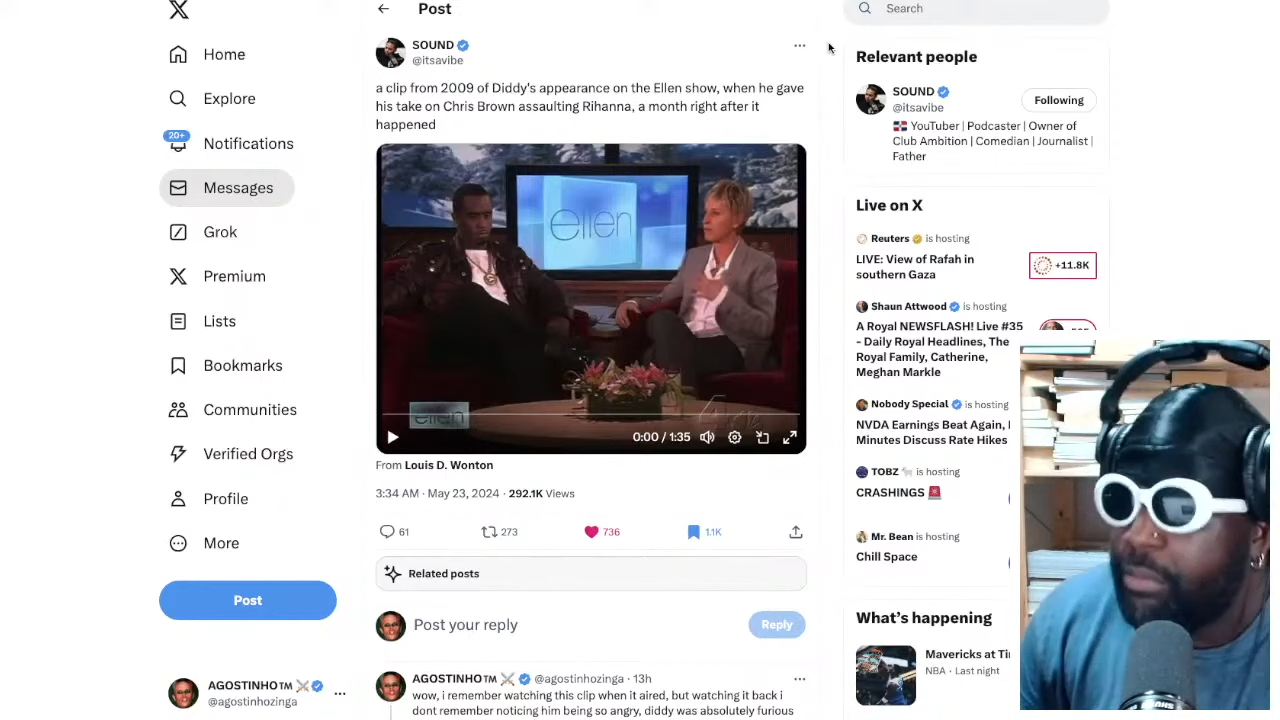 Post
Search
Home
Explore
20+
Notifications
Messages
Grok
Premium
Lists
Bookmarks
Communities
Verified Orgs
Profile
More
Post
AGOSTINHO™
@agostinhozinga
SOUND
@itsavibe
a clip from 2009 of Diddy's appearance on the Ellen show, when he gave
his take on Chris Brown assaulting Rihanna, a month right after it
happened
ellen
ellen
0:00 / 1:35
From Louis D. Wonton
3:34 AM · May 23, 2024 · 292.1K Views
61
273
736
1.1K
Related posts
Post your reply
Reply
AGOSTINHO™ @agostinhozinga · 13h
wow, i remember watching this clip when it aired, but watching it back i
dont remember noticing him being so angry, diddy was absolutely furious
Relevant people
SOUND
@itsavibe
Following
YouTuber | Podcaster | Owner of
Club Ambition | Comedian | Journalist |
Father
Live on X
Reuters is hosting
LIVE: View of Rafah in
southern Gaza
+11.8K
Shaun Attwood is hosting
A Royal NEWSFLASH! Live #35
- Daily Royal Headlines, The
Royal Family, Catherine,
Meghan Markle
Nobody Special is hosting
NVDA Earnings Beat Again,
Minutes Discuss Rate Hikes
TOBZ is hosting
CRASHINGS
Mr. Bean is hosting
Chill Space
What's happening
Mavericks at
NBA · Last night